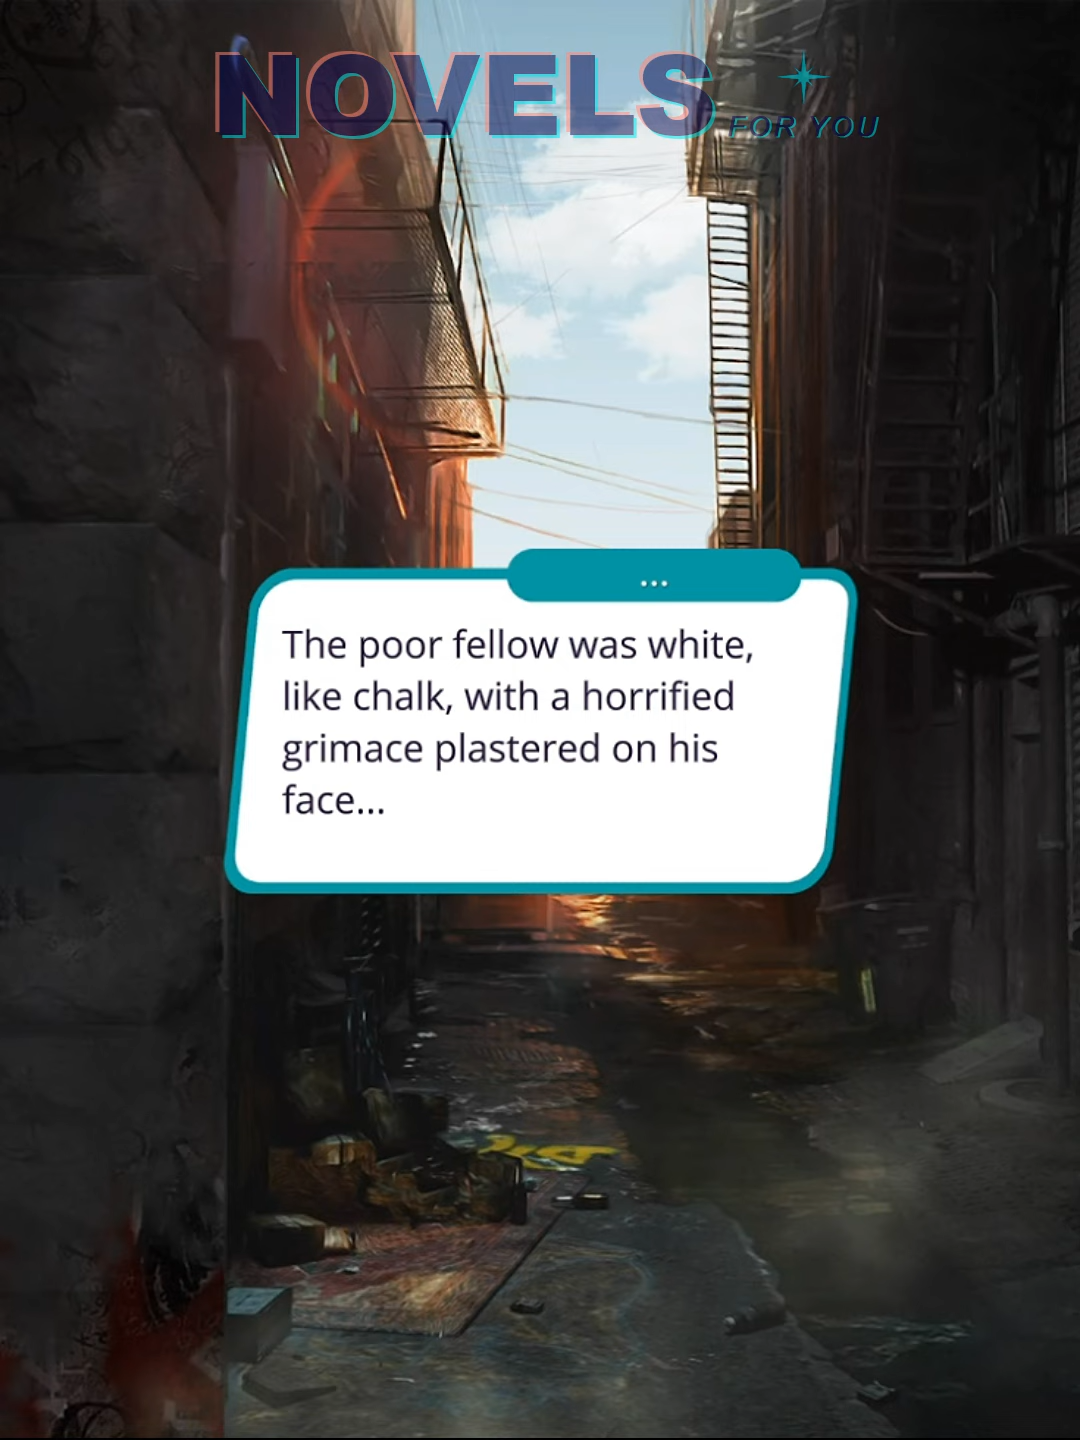 NOVELS
FOR YOU
...
The poor fellow was white,
like chalk, with a horrified
grimace plastered on his
face...